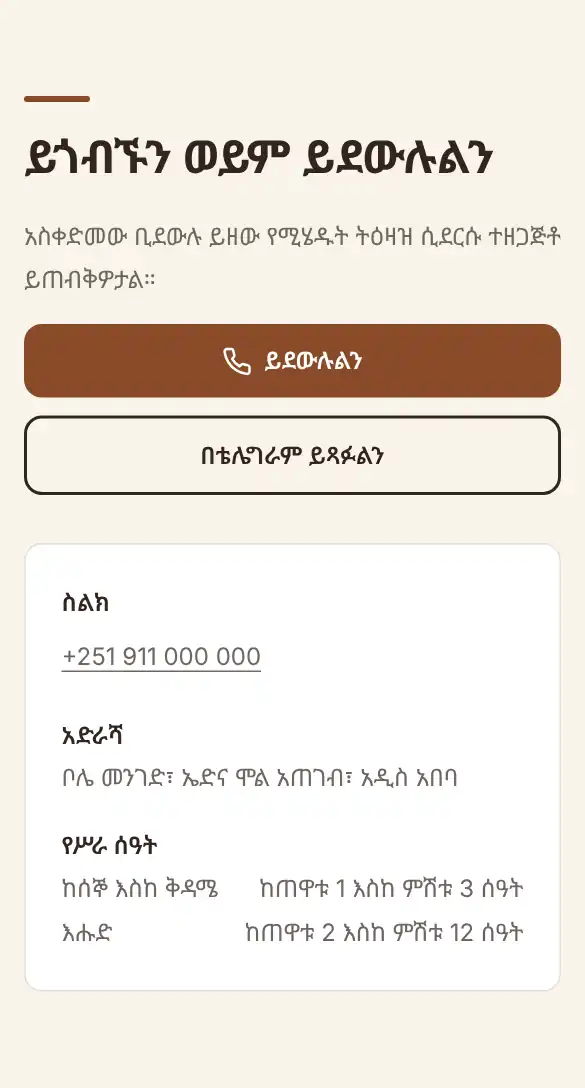 ይጎብኙን ወይም ይደውሉልን
አስቀድመው ቢደውሉ ይዘው የሚሄዱት ትዕዛዝ ሲደርሱ ተዘጋጅቶ
ይጠብቅዎታል።
ይደውሉልን
በቴሌግራም ይጻፉልን
ስልክ
+251 911 000 000
አድራሻ
ቦሌ መንገድ፣ ኤድና ሞል አጠገብ፣ አዲስ አበባ
የሥራ ሰዓት
ከሰኞ እስከ ቅዳሜ ከጠዋቱ 1 እስከ ምሽቱ 3 ሰዓት
እሑድ ከጠዋቱ 2 እስከ ምሽቱ 12 ሰዓት